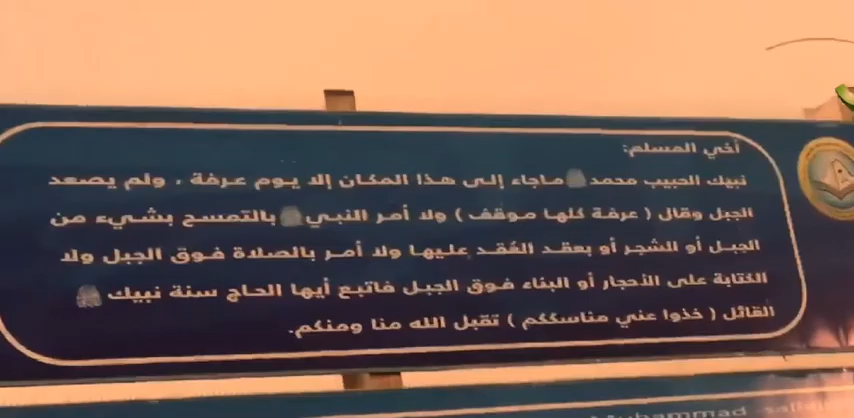 أخي المسلم:
نبيك الحبيب محمد ﷺ ماجاء إلى هذا المكان إلا يوم عرفة ، ولم يصعد
الجبل وقال ( عرفة كلها موقف ) ولا أمر النبي ﷺ بالتمسح بشيء من
الجبل أو الشجر أو بعقد العُقد عليها ولا أمر بالصلاة فوق الجبل ولا
الكتابة على الأحجار أو البناء فوق الجبل فاتبع أيها الحاج سنة نبيك ﷺ
القائل ( خذوا عني مناسككم ) تقبل الله منا ومنكم.
Muhammad